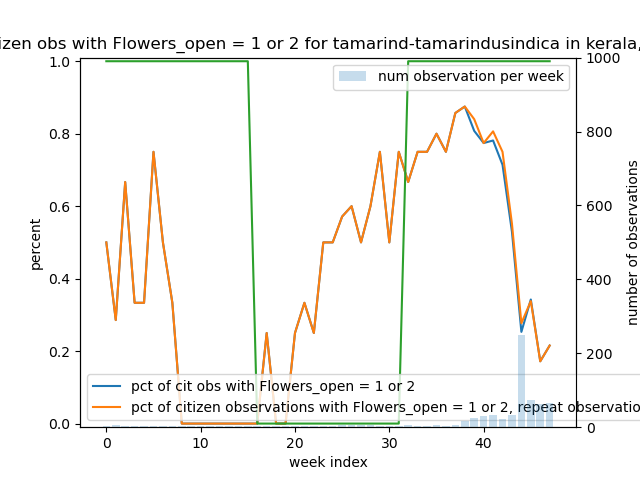 izen obs with Flowers_open = 1 or 2 for tamarind-tamarindusindica in kerala,
num observation per week
pct of cit obs with Flowers_open = 1 or 2
pct of citizen observations with Flowers_open = 1 or 2, repeat observatio
percent
number of observations
week index
0.0
0.2
0.4
0.6
0.8
1.0
0
200
400
600
800
1000
0
10
20
30
40